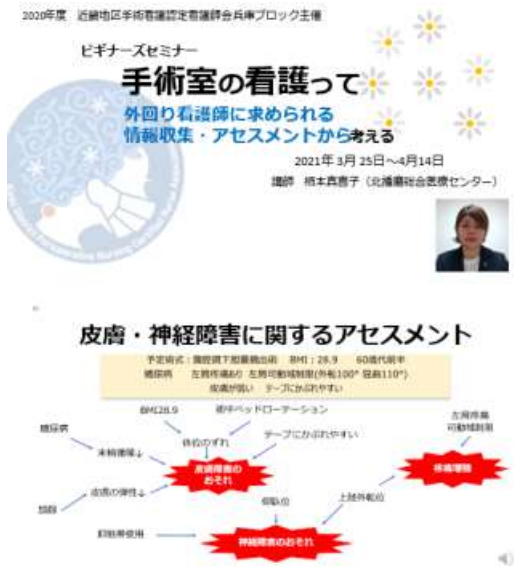 2020年度　近畿地区手術看護認定看護師会兵庫ブロック主催
ビギナーズセミナー
手術室の看護って
外回り看護師に求められる
情報収集・アセスメントから考える
2021年 3月 25日～4月14日
講師　柄本真喜子（北播磨総合医療センター）
皮膚・神経障害に関するアセスメント
予定術式：腹腔鏡下胆嚢摘出術　BMI：28.9　60歳代前半
糖尿病　左肩疼痛あり 左肩可動域制限(外転100° 屈曲110°)
皮膚が弱い　テープにかぶれやすい
BMI28.9
術中ベッドローテーション
左肩疼痛
可動域制限
糖尿病
体位のずれ
テープにかぶれやすい
末梢循環↓
皮膚障害の
おそれ
疼痛増強
皮膚の弾性↓
仰臥位
上肢外転位
抑制帯使用
神経障害のおそれ